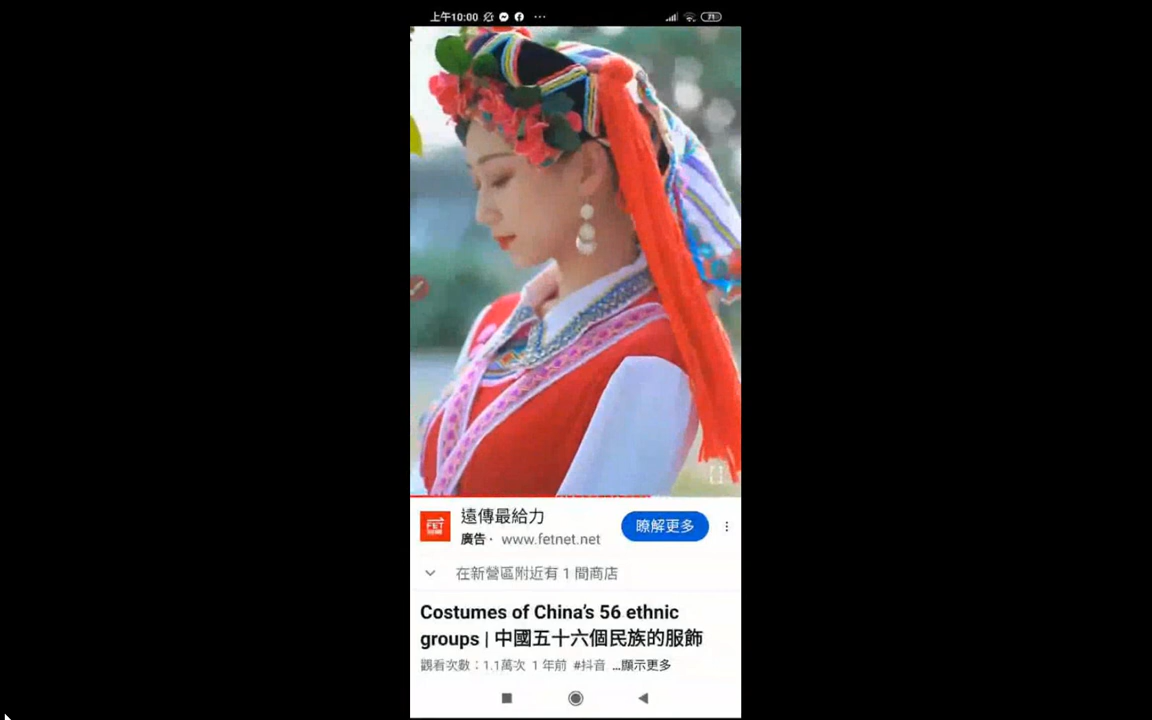 上午10:00
遠傳最給力
廣告 · www.fetnet.net
瞭解更多
在新營區附近有 1 間商店
Costumes of China's 56 ethnic
groups | 中國五十六個民族的服飾
觀看次數：1.1萬次 1 年前 #抖音 ...顯示更多